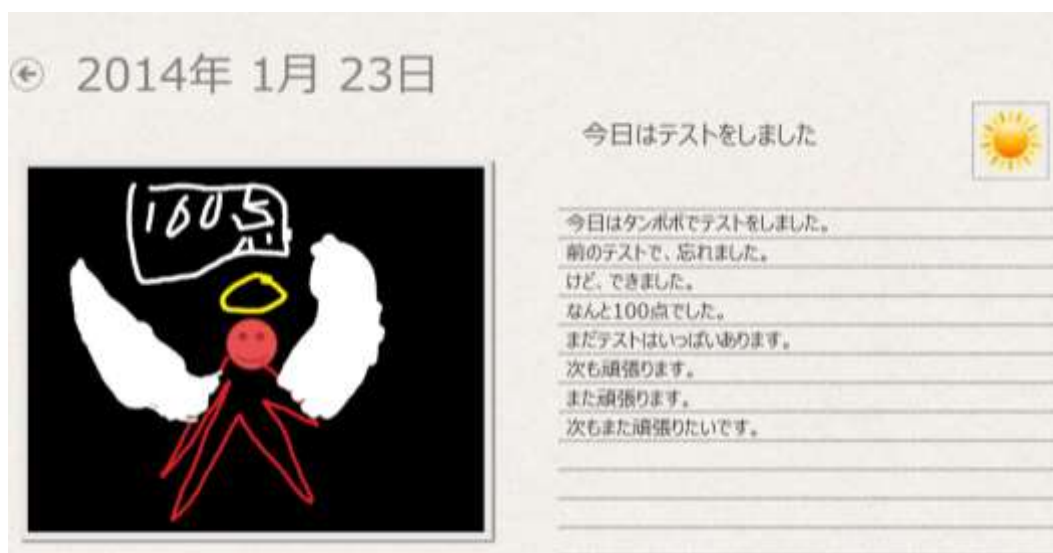 2014年 1月 23日
今日はテストをしました
100点
今日はタンポポでテストをしました。
前のテストで、忘れました。
けど、できました。
なんと100点でした。
まだテストはいっぱいあります。
次も頑張ります。
また頑張ります。
次もまた頑張りたいです。